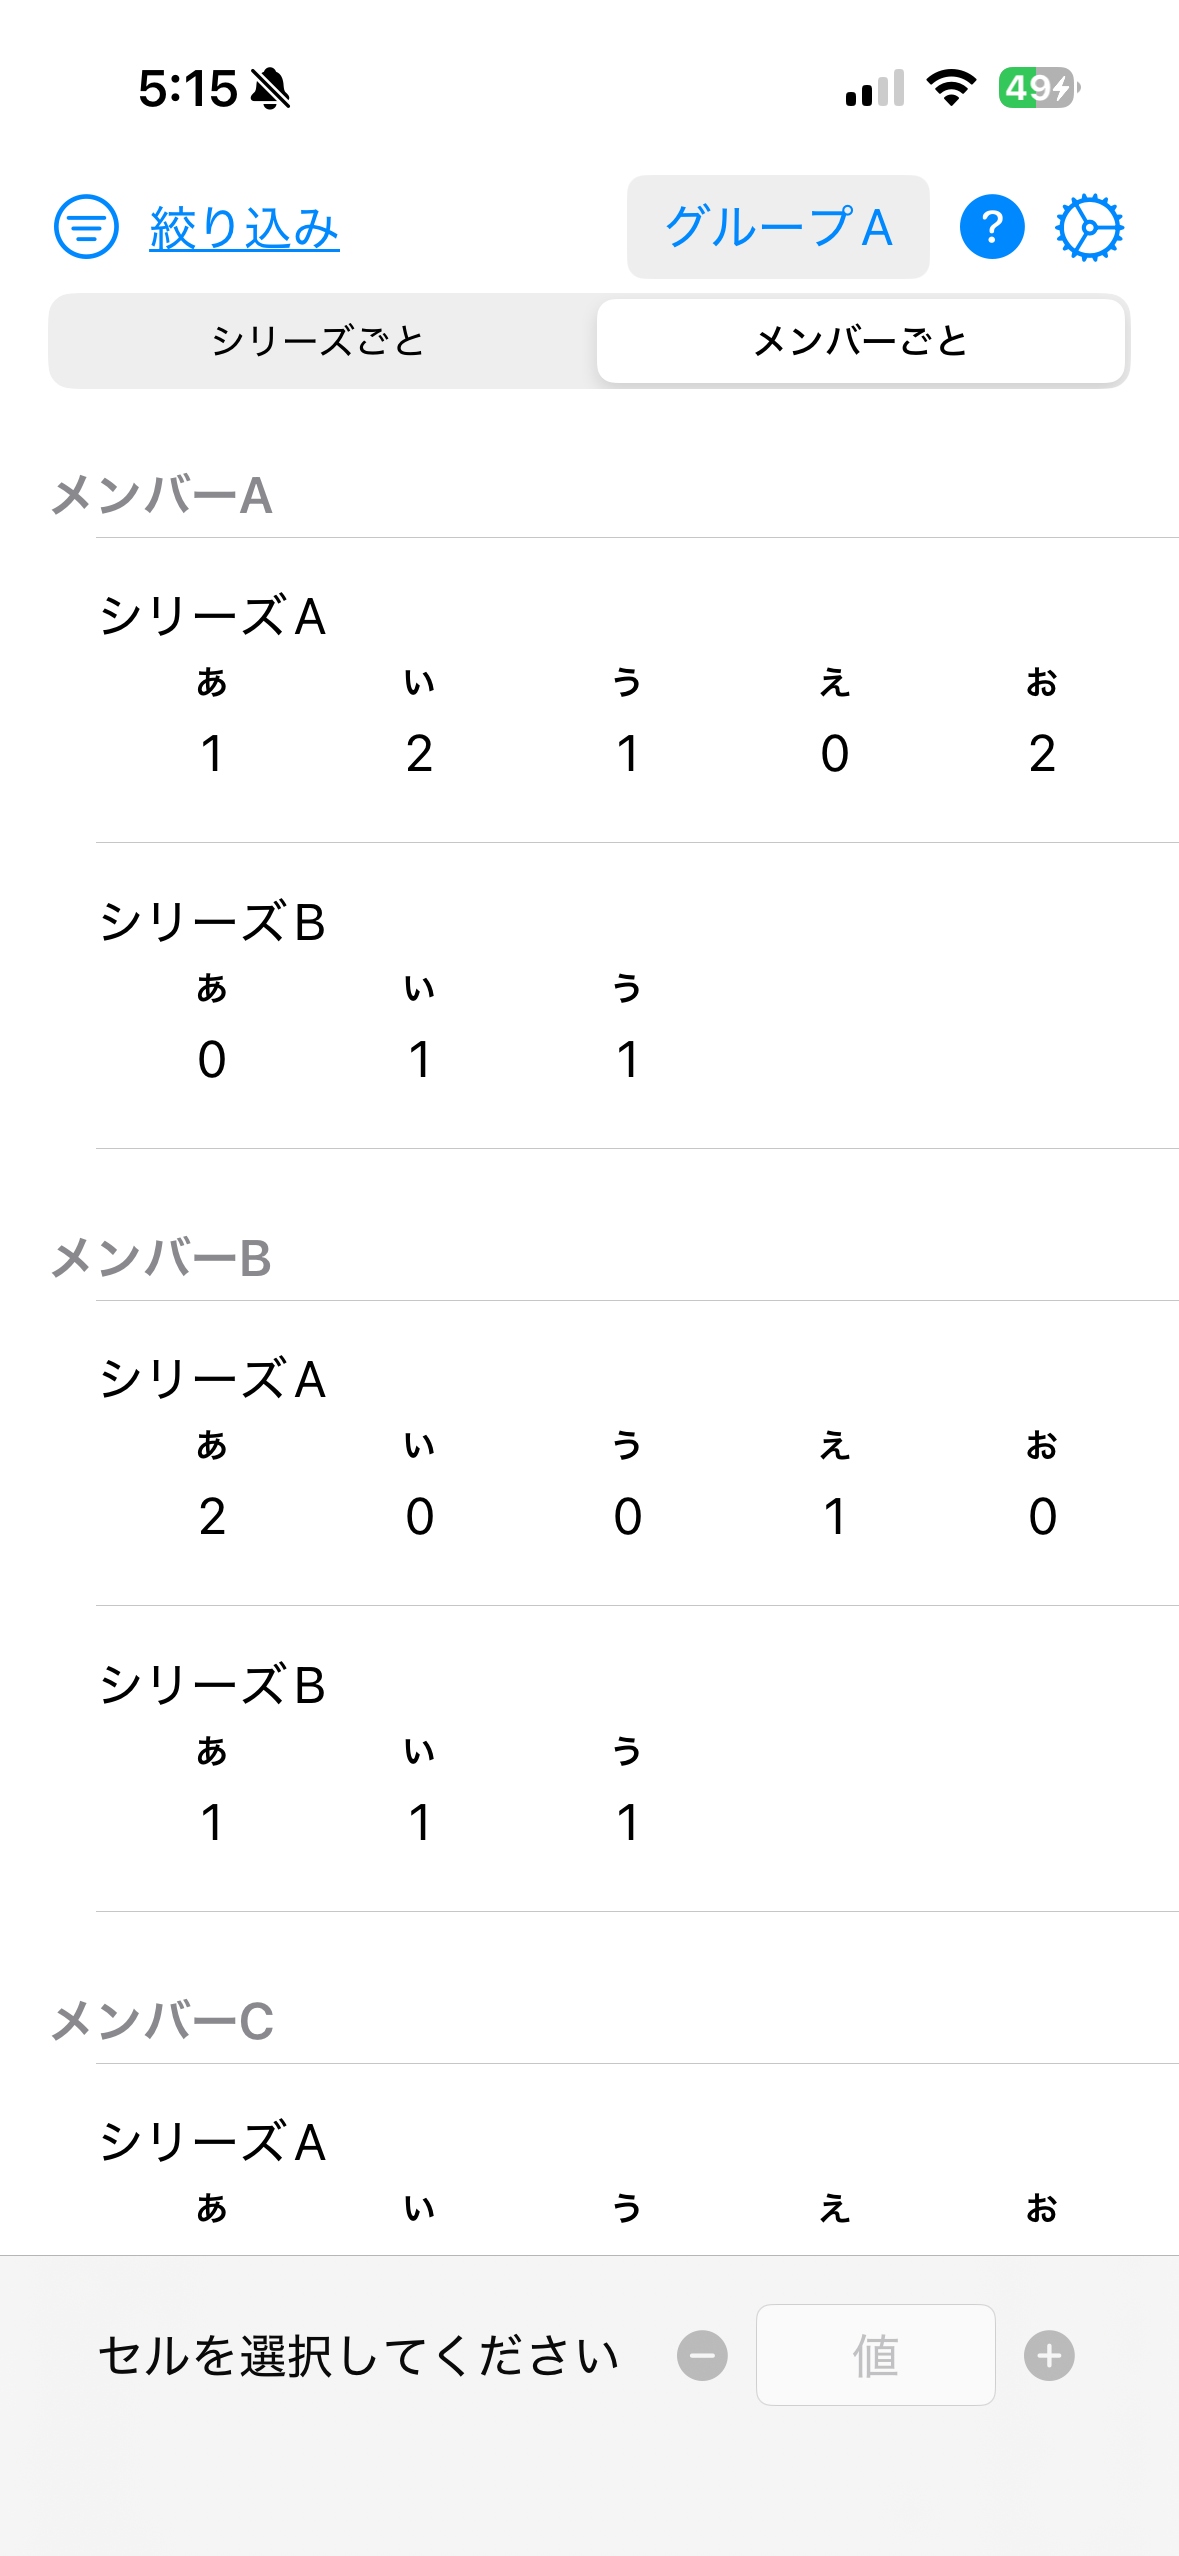 5:15 49
絞り込み グループA ?
シリーズごと メンバーごと
メンバーA
シリーズA
あ い う え お
1 2 1 0 2
シリーズB
あ い う
0 1 1
メンバーB
シリーズA
あ い う え お
2 0 0 1 0
シリーズB
あ い う
1 1 1
メンバーC
シリーズA
あ い う え お
セルを選択してください − 値 +